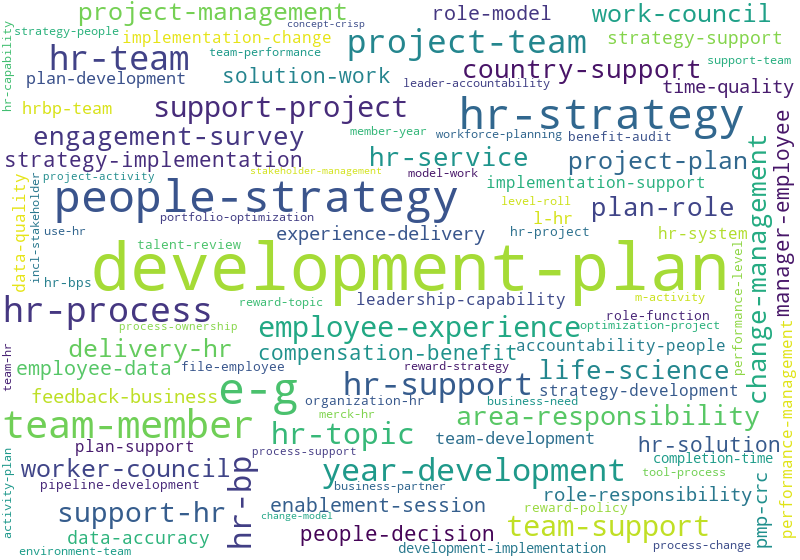 project-management
concept-crisp
role-model
work-council
strategy-people
implementation-change
project-team
strategy-support
hr-capability
hr-team
team-performance
country-support
support-team
plan-development
solution-work
leader-accountability
time-quality
hrbp-team
support-project
hr-strategy
engagement-survey
member-year
workforce-planning
benefit-audit
manager-employee
strategy-implementation
hr-service
project-plan
change-management
data-quality
incl-stakeholder
project-activity
stakeholder-management
model-work
implementation-support
people-strategy
level-roll
plan-role
portfolio-optimization
l-hr
use-hr
experience-delivery
hr-project
hr-system
talent-review
development-plan
performance-level
hr-bps
reward-topic
leadership-capability
m-activity
hr-process
role-function
process-ownership
employee-experience
optimization-project
performance-management
delivery-hr
compensation-benefit
accountability-people
team-hr
employee-data
file-employee
e-g
reward-strategy
hr-support
life-science
feedback-business
organization-hr
business-need
strategy-development
team-member
merck-hr
area-responsibility
hr-topic
plan-support
process-support
team-development
hr-solution
activity-plan
worker-council
hr-bp
year-development
completion-time
tool-process
pmp-crc
pipeline-development
business-partner
role-responsibility
support-hr
enablement-session
reward-policy
change-model
data-accuracy
people-decision
team-support
environment-team
development-implementation
process-change